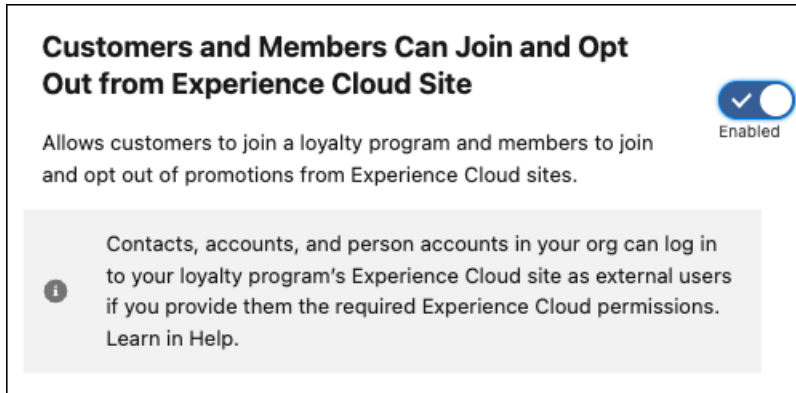 Customers and Members Can Join and Opt
Out from Experience Cloud Site
Enabled
Allows customers to join a loyalty program and members to join
and opt out of promotions from Experience Cloud sites.
Contacts, accounts, and person accounts in your org can log in
to your loyalty program's Experience Cloud site as external users
if you provide them the required Experience Cloud permissions.
Learn in Help.